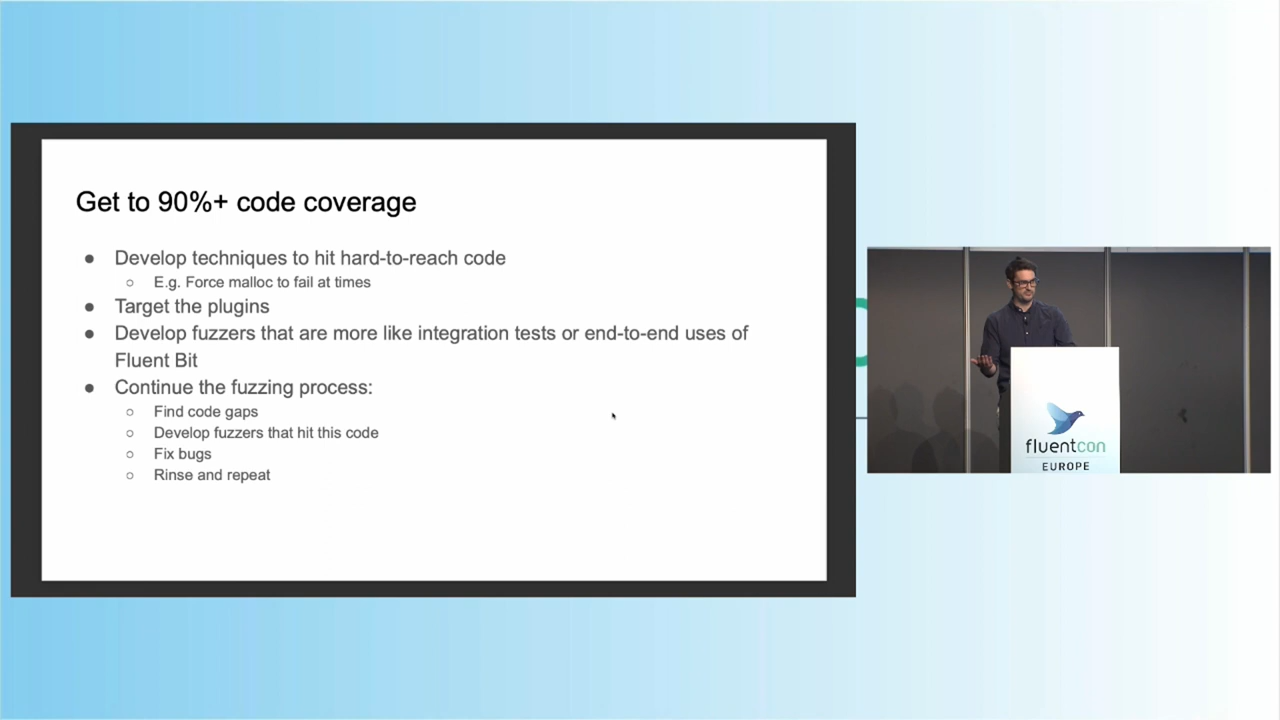 Get to 90%+ code coverage
● Develop techniques to hit hard-to-reach code
○ E.g. Force malloc to fail at times
● Target the plugins
● Develop fuzzers that are more like integration tests or end-to-end uses of
Fluent Bit
● Continue the fuzzing process:
○ Find code gaps
○ Develop fuzzers that hit this code
○ Fix bugs
○ Rinse and repeat
fluentcon
EUROPE